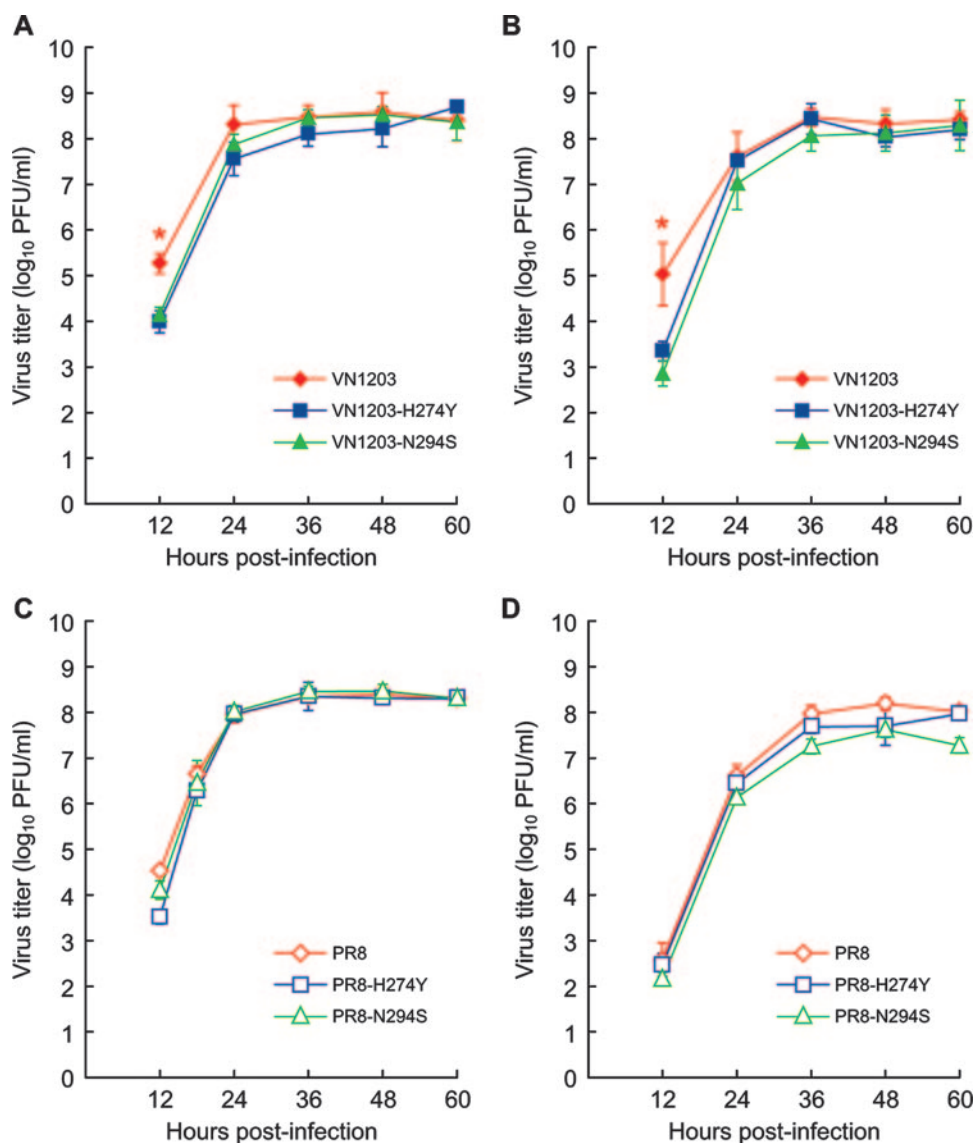 A
10
9
8
7
6
5
4
3
2
1
0
Virus titer (log10 PFU/ml)
*
VN1203
VN1203-H274Y
VN1203-N294S
12 24 36 48 60
Hours post-infection
B
10
9
8
7
6
5
4
3
2
1
0
Virus titer (log10 PFU/ml)
*
VN1203
VN1203-H274Y
VN1203-N294S
12 24 36 48 60
Hours post-infection
C
10
9
8
7
6
5
4
3
2
1
0
Virus titer (log10 PFU/ml)
PR8
PR8-H274Y
PR8-N294S
12 24 36 48 60
Hours post-infection
D
10
9
8
7
6
5
4
3
2
1
0
Virus titer (log10 PFU/ml)
PR8
PR8-H274Y
PR8-N294S
12 24 36 48 60
Hours post-infection